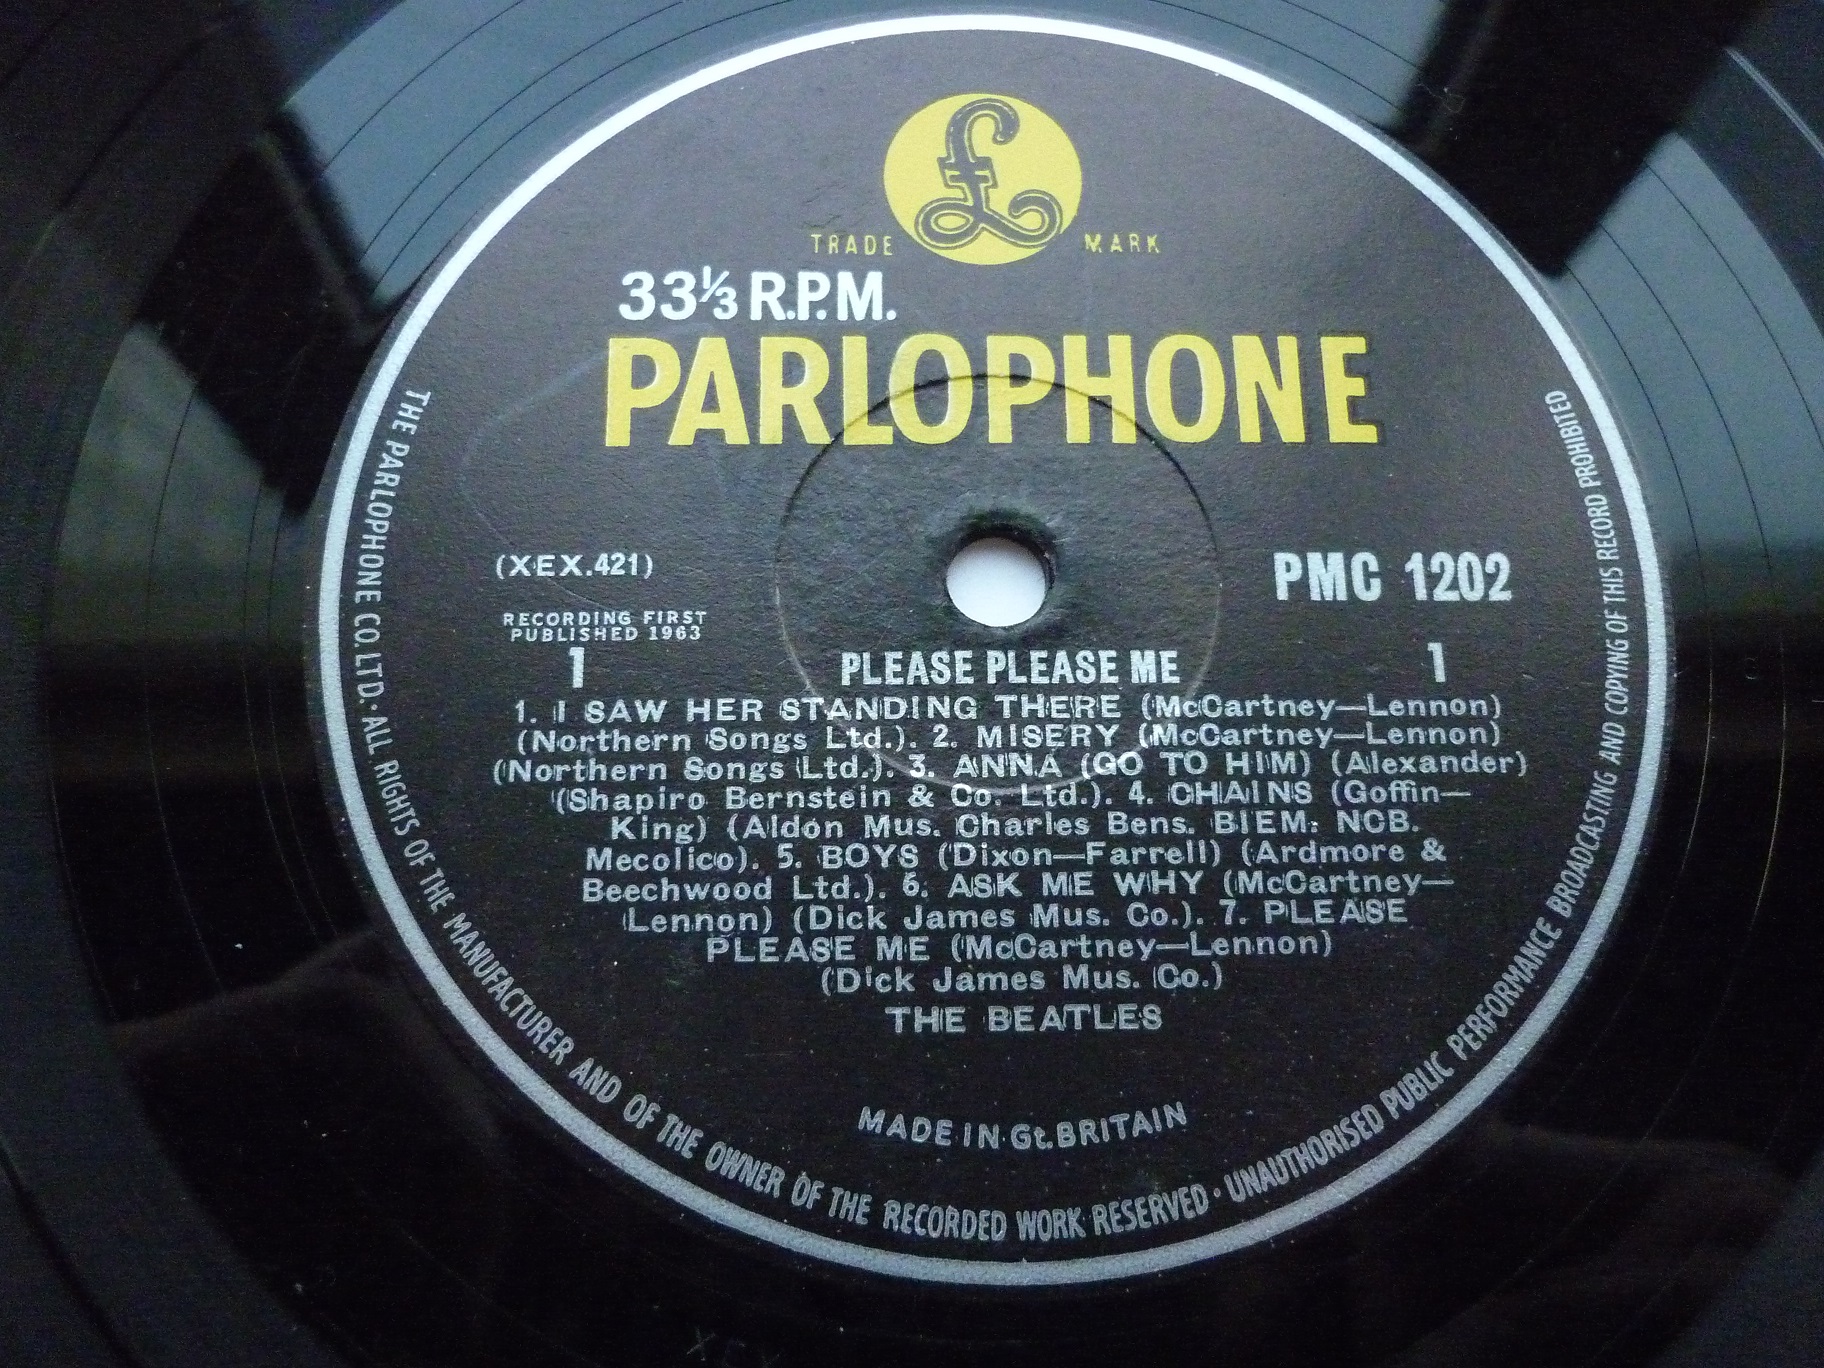 £
TRADE MARK
33⅓ R.P.M.
PARLOPHONE
(XEX.421)
PMC 1202
RECORDING FIRST
PUBLISHED 1963
1 PLEASE PLEASE ME 1
1. I SAW HER STANDING THERE (McCartney—Lennon)
(Northern Songs Ltd.). 2. MISERY (McCartney—Lennon)
(Northern Songs Ltd.). 3. ANNA (GO TO HIM) (Alexander)
(Shapiro Bernstein & Co. Ltd.). 4. CHAINS (Goffin—
King) (Aldon Mus. Charles Bens. BIEM: NCB.
Mecolico). 5. BOYS (Dixon—Farrell) (Ardmore &
Beechwood Ltd.). 6. ASK ME WHY (McCartney—
Lennon) (Dick James Mus. Co.). 7. PLEASE
PLEASE ME (McCartney—Lennon)
(Dick James Mus. Co.)
THE BEATLES
MADE IN Gt. BRITAIN
THE PARLOPHONE CO. LTD. · ALL RIGHTS OF THE MANUFACTURER AND OF THE OWNER OF THE RECORDED WORK RESERVED · UNAUTHORISED PUBLIC PERFORMANCE BROADCASTING AND COPYING OF THIS RECORD PROHIBITED